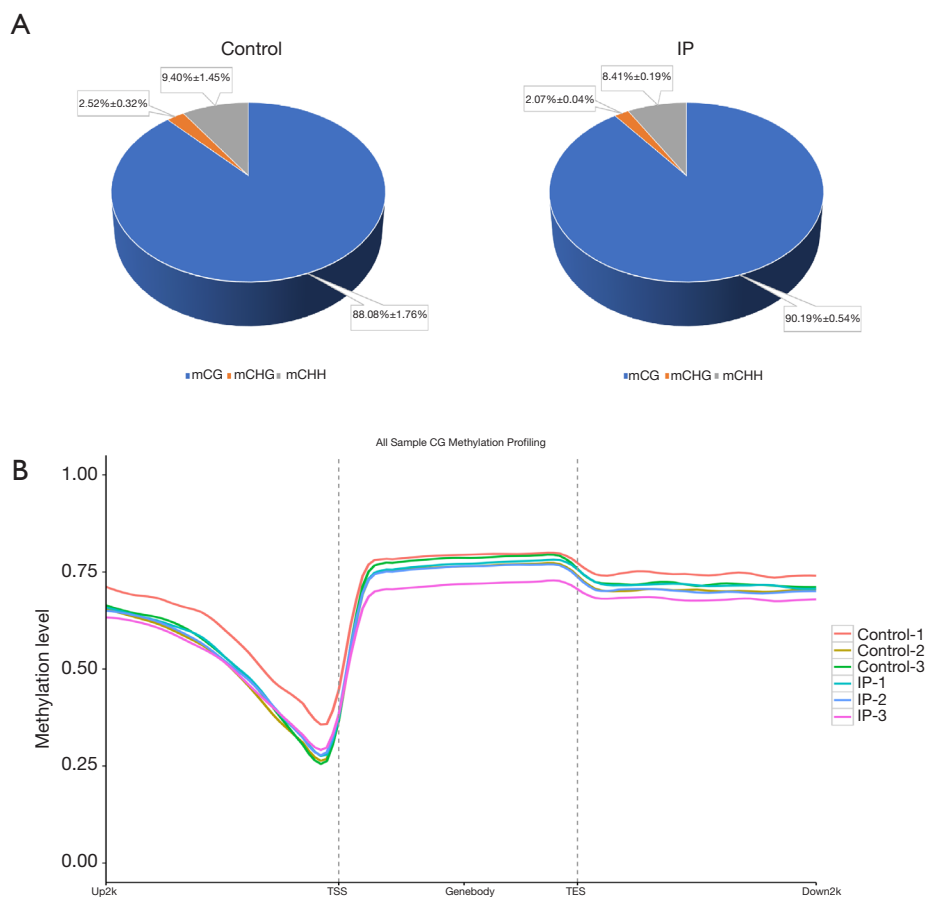 A
Control
IP
9.40%±1.45%
2.52%±0.32%
88.08%±1.76%
8.41%±0.19%
2.07%±0.04%
90.19%±0.54%
mCG mCHG mCHH
mCG mCHG mCHH
B
All Sample CG Methylation Profiling
Methylation level
1.00
0.75
0.50
0.25
0.00
Up2k
TSS
Genebody
TES
Down2k
Control-1
Control-2
Control-3
IP-1
IP-2
IP-3